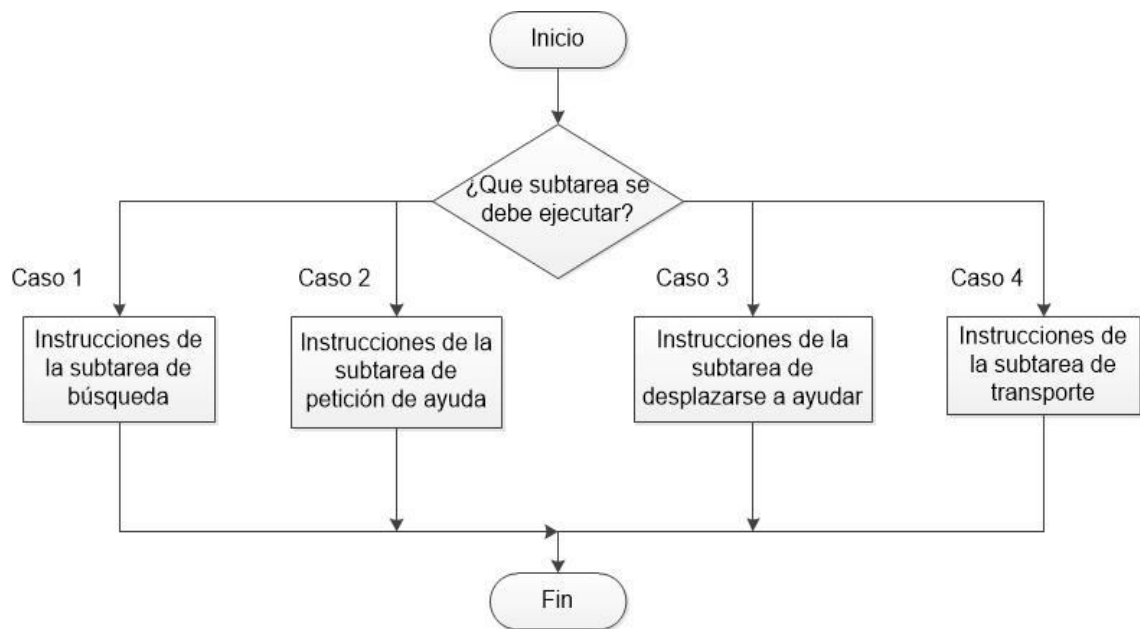 Inicio
¿Que subtarea se
debe ejecutar?
Caso 1
Caso 2
Caso 3
Caso 4
Instrucciones de
la subtarea de
búsqueda
Instrucciones de la
subtarea de
petición de ayuda
Instrucciones de la
subtarea de
desplazarse a ayudar
Instrucciones de
la subtarea de
transporte
Fin